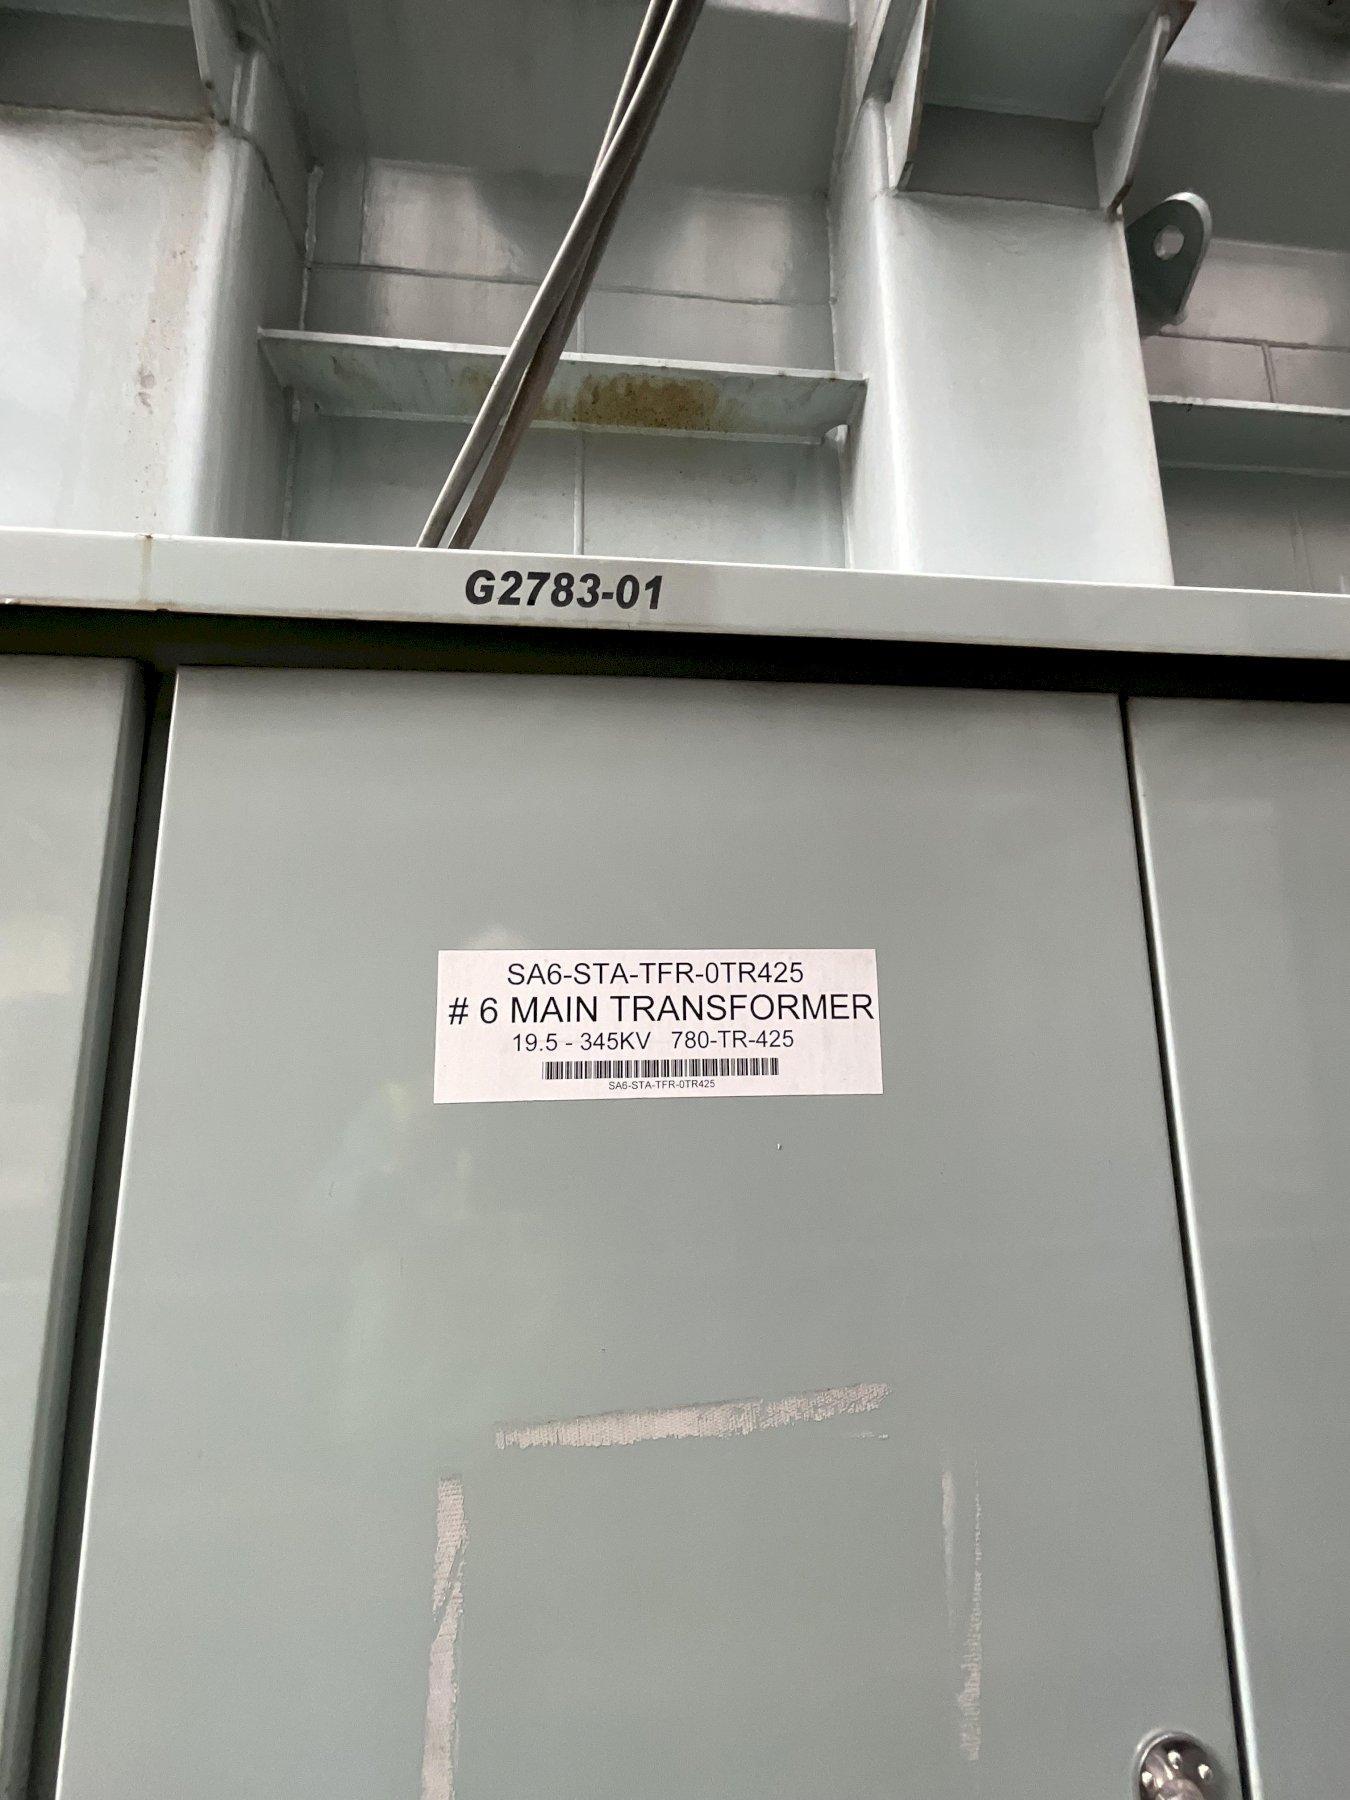 G2783-01
SA6-STA-TFR-0TR425
# 6 MAIN TRANSFORMER
19.5 - 345KV 780-TR-425
SA6-STA-TFR-0TR425